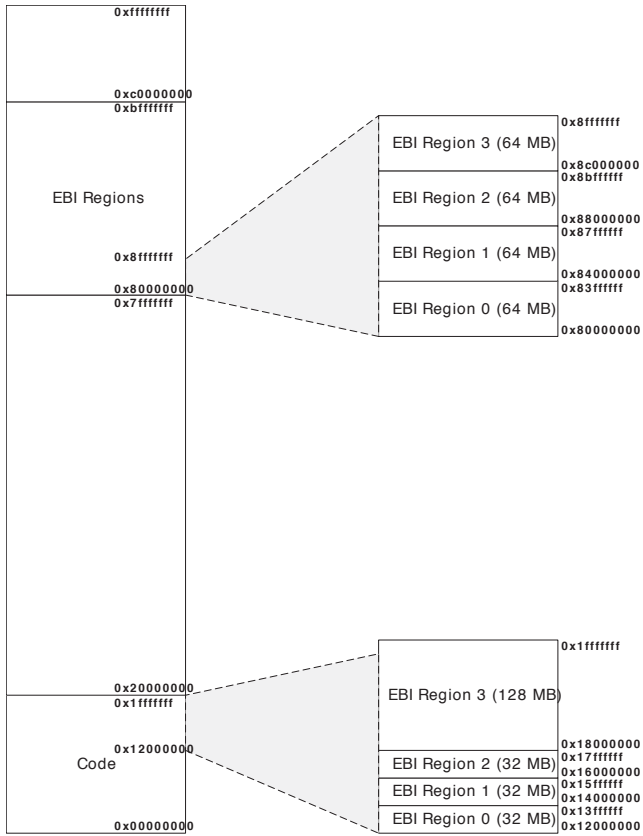 0xffffffff
0xc0000000
0xbfffffff
EBI Regions
0x8fffffff
0x80000000
0x7fffffff
0x20000000
0x1fffffff
0x12000000
Code
0x00000000
0x8fffffff
EBI Region 3 (64 MB)
0x8c000000
0x8bffffff
EBI Region 2 (64 MB)
0x88000000
0x87ffffff
EBI Region 1 (64 MB)
0x84000000
0x83ffffff
EBI Region 0 (64 MB)
0x80000000
0x1fffffff
EBI Region 3 (128 MB)
0x18000000
0x17ffffff
EBI Region 2 (32 MB)
0x16000000
0x15ffffff
EBI Region 1 (32 MB)
0x14000000
0x13ffffff
EBI Region 0 (32 MB)
0x12000000